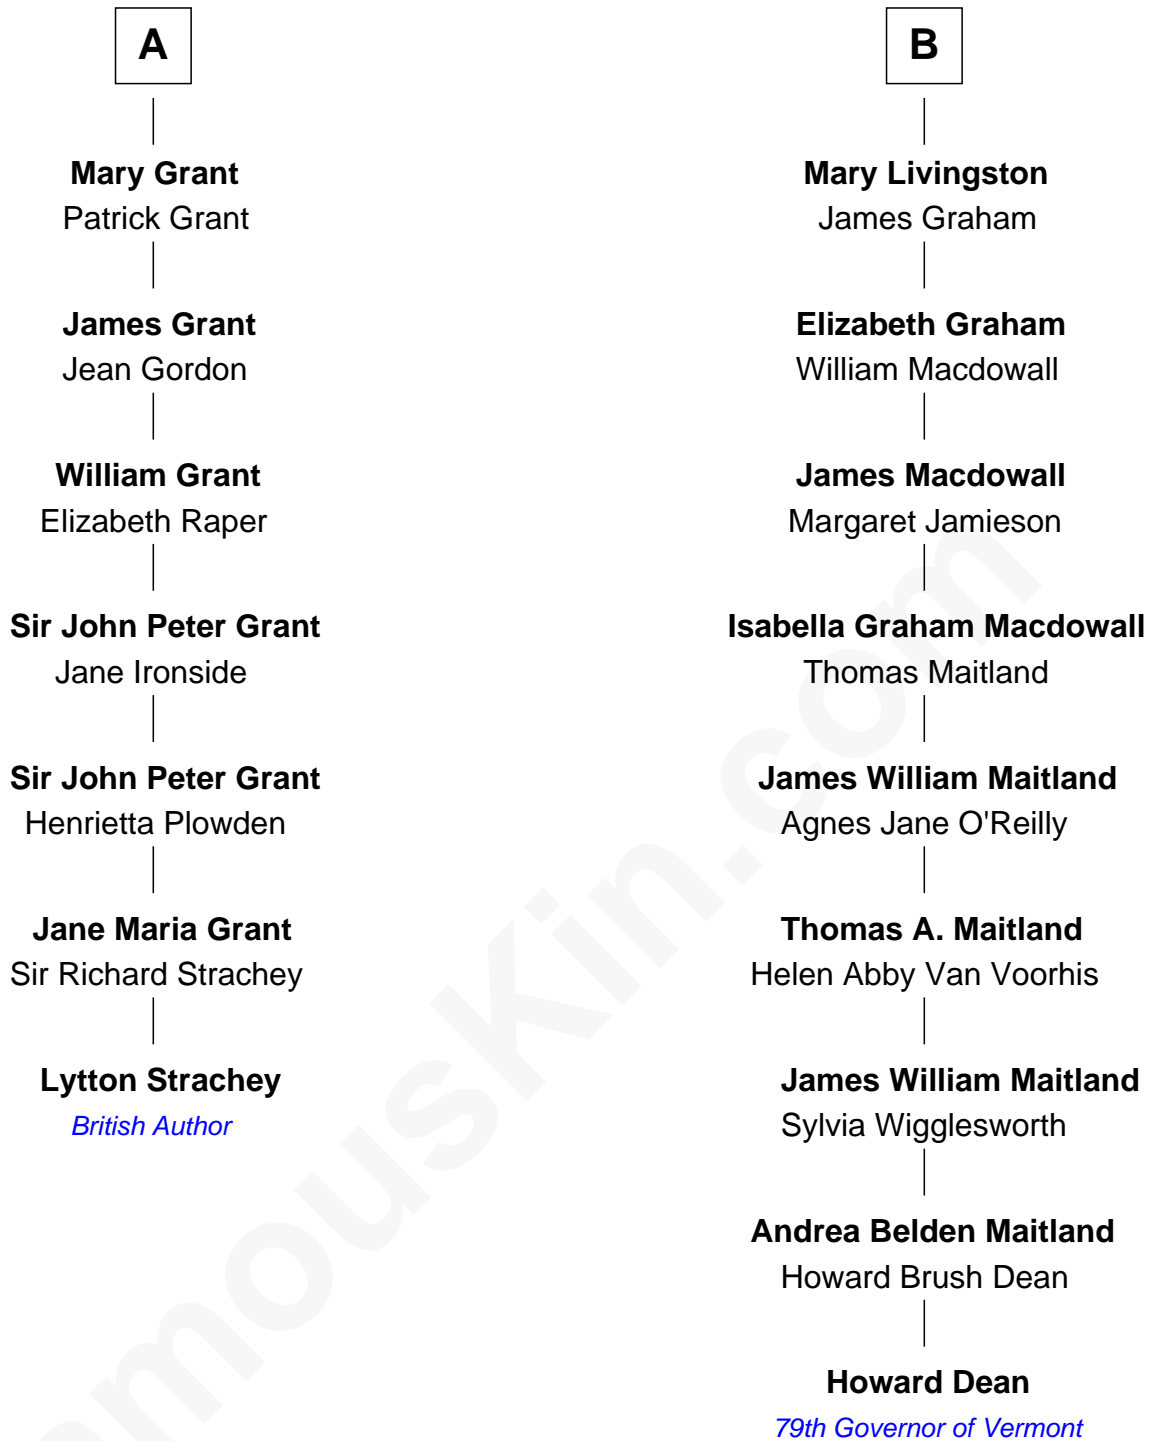 A
Mary Grant
Patrick Grant
James Grant
Jean Gordon
William Grant
Elizabeth Raper
Sir John Peter Grant
Jane Ironside
Sir John Peter Grant
Henrietta Plowden
Jane Maria Grant
Sir Richard Strachey
Lytton Strachey
British Author
B
Mary Livingston
James Graham
Elizabeth Graham
William Macdowall
James Macdowall
Margaret Jamieson
Isabella Graham Macdowall
Thomas Maitland
James William Maitland
Agnes Jane O'Reilly
Thomas A. Maitland
Helen Abby Van Voorhis
James William Maitland
Sylvia Wigglesworth
Andrea Belden Maitland
Howard Brush Dean
Howard Dean
79th Governor of Vermont
amousKin.com